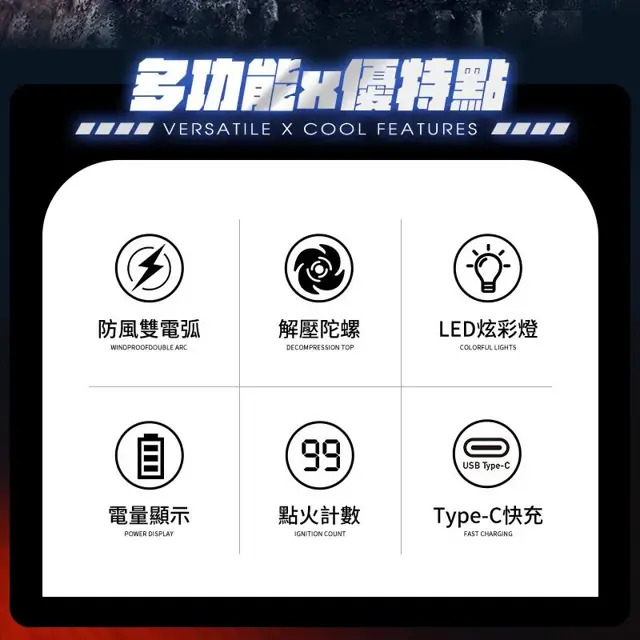 多功能x優特點
VERSATILE X COOL FEATURES
防風雙電弧
WINDPROOFDOUBLE ARC
解壓陀螺
DECOMPRESSION TOP
LED炫彩燈
COLORFUL LIGHTS
電量顯示
POWER DISPLAY
99
點火計數
IGNITION COUNT
USB Type-C
Type-C快充
FAST CHARGING